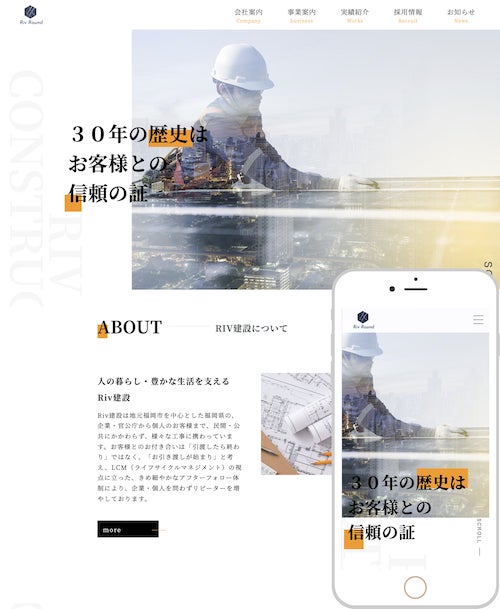 Riv Round
会社案内 事業案内 実績紹介 採用情報 お知らせ
Company business Works Recruit News
CONSTRUC
RIV
３０年の歴史は
お客様との
信頼の証
SC
ABOUT
RIV建設について
人の暮らし・豊かな生活を支える
Riv建設
Riv建設は地元福岡市を中心とした福岡県の、
企業・官公庁から個人のお客様まで、民間・公
共にかかわらず、様々な工事に携わっていま
す。お客様とのお付き合いは「引渡したら終わ
り」ではなく、「お引き渡しが始まり」と考
え、LCM（ライフサイクルマネジメント）の視
点に立った、きめ細やかなアフターフォロー体
制により、企業・個人を問わずリピーターを増
やしております。
more
Riv Round
３０年の歴史は
お客様との
信頼の証
SCROLL